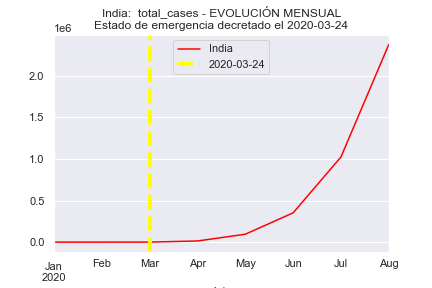 India:  total_cases - EVOLUCIÓN MENSUAL
Estado de emergencia decretado el 2020-03-24
1e6
India
2020-03-24
2.0
1.5
1.0
0.5
0.0
Jan Feb Mar Apr May Jun Jul Aug
2020